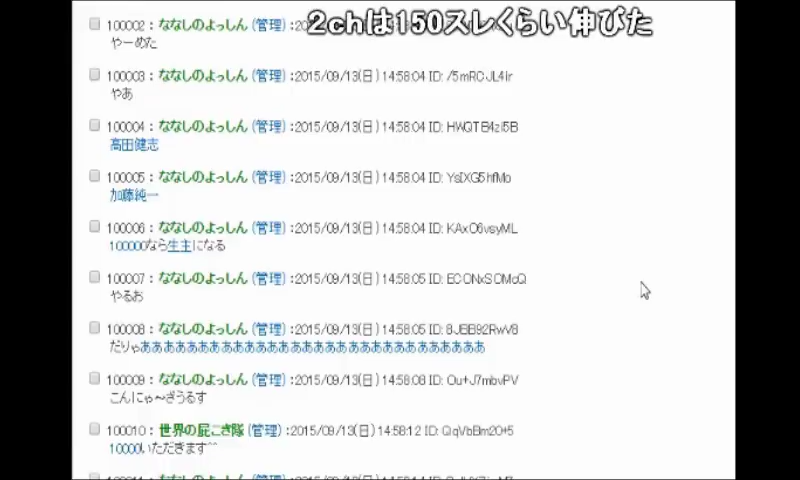 2chは150スレくらい伸びた
100002 : ななしのよっしん (管理)
やーめた
100003 : ななしのよっしん (管理) :2015/09/13(日) 14:58:04 ID: /5mRCJL4ir
やあ
100004 : ななしのよっしん (管理) :2015/09/13(日) 14:58:04 ID: HWQTB4zi5B
高田健志
100005 : ななしのよっしん (管理) :2015/09/13(日) 14:58:04 ID: YsIXG5hfMo
加藤純一
100006 : ななしのよっしん (管理) :2015/09/13(日) 14:58:04 ID: KAxO6vsyML
100000なら生主になる
100007 : ななしのよっしん (管理) :2015/09/13(日) 14:58:05 ID: ECONxSOMcQ
やるお
100008 : ななしのよっしん (管理) :2015/09/13(日) 14:58:05 ID: 8JBB92RwV8
だりゃあああああああああああああああああああああああああああああ
100009 : ななしのよっしん (管理) :2015/09/13(日) 14:58:08 ID: Ou+J7mbvPV
こんにゃ～ざうるす
100010 : 世界の屁こき隊 (管理) :2015/09/13(日) 14:58:12 ID: QqVbBm20+5
10000いただきます^^